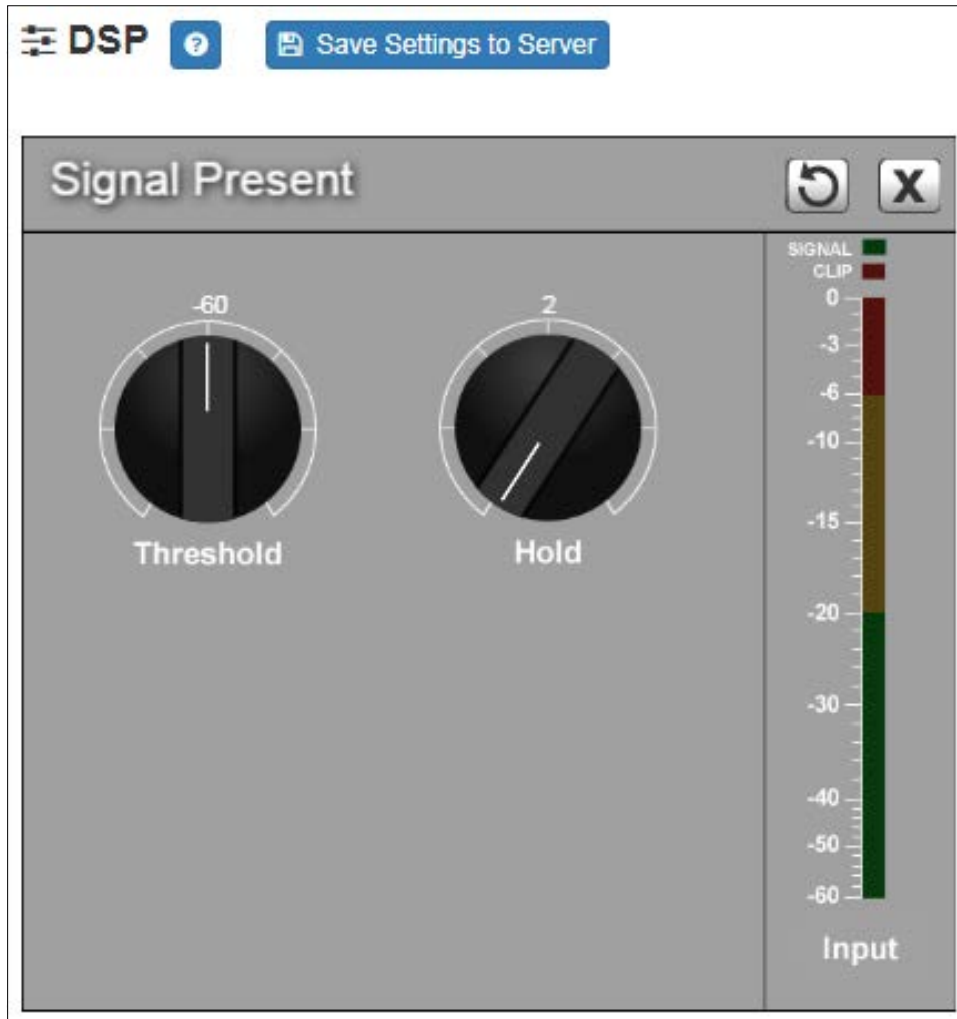 DSP ? Save Settings to Server
Signal Present X
SIGNAL
CLIP
-60 2 0
-3
-6
-10
Threshold Hold -15
-20
-30
-40
-50
-60
Input